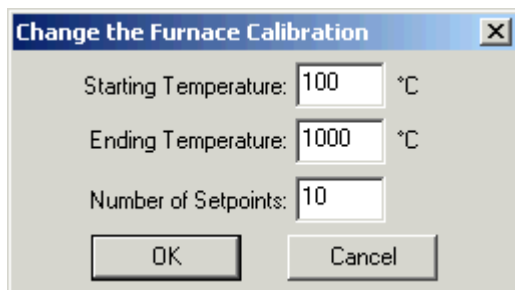 Change the Furnace Calibration
Starting Temperature: 100 °C
Ending Temperature: 1000 °C
Number of Setpoints: 10
OK Cancel